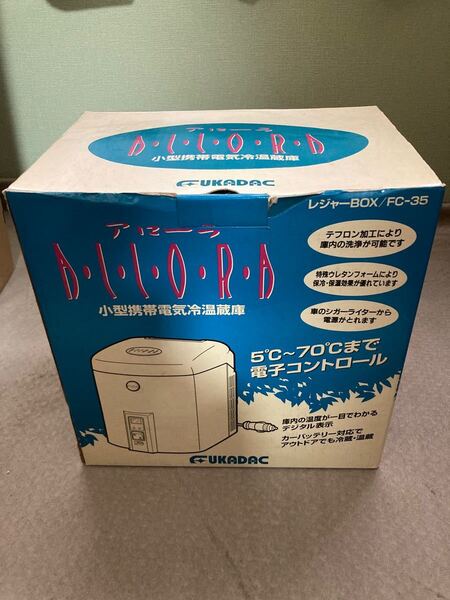 アローラ
A・L・L・O・R・A
小型携帯電気冷温蔵庫
FUKADAC
レジャーBOX/FC-35
アローラ
A・L・L・O・R・A
小型携帯電気冷温蔵庫
テフロン加工により
庫内の洗浄が可能です
特殊ウレタンフォームにより
保冷・保温効果が優れています
車のシガーライターから
電源がとれます
5℃〜70℃まで
電子コントロール
庫内の温度が一目でわかる
デジタル表示
カーバッテリー対応で
アウトドアでも冷蔵・温蔵
FUKADAC